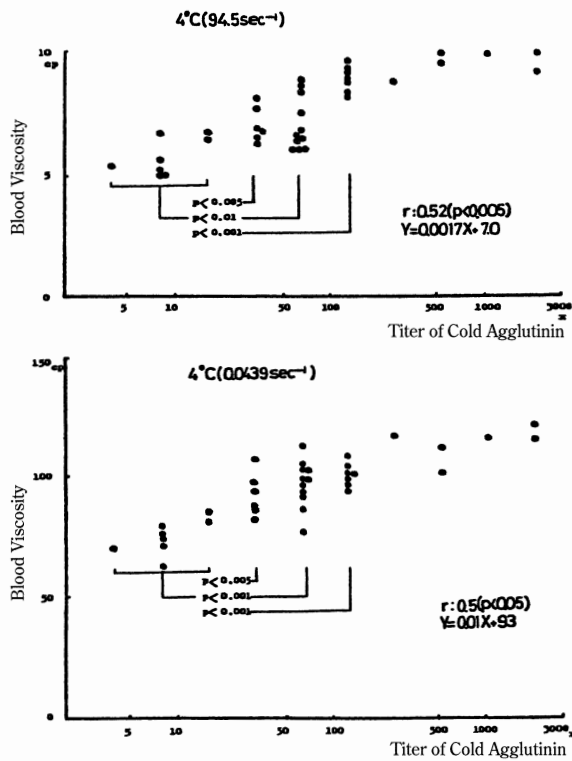 4°C(94.5sec⁻¹)
10
cp
Blood Viscosity
5
p< 0.005
p< 0.01
p< 0.001
r:0.52(p<0.005)
Y=0.0017X+7.0
0
5 10 50 100 500 1000 5000
x
Titer of Cold Agglutinin
150
cp
4°C(0.0439sec⁻¹)
Blood Viscosity
100
p< 0.005
p< 0.001
p< 0.001
50
r:0.5(p<0.05)
Y=0.01X+93
0
5 10 50 100 500 1000 5000x
Titer of Cold Agglutinin